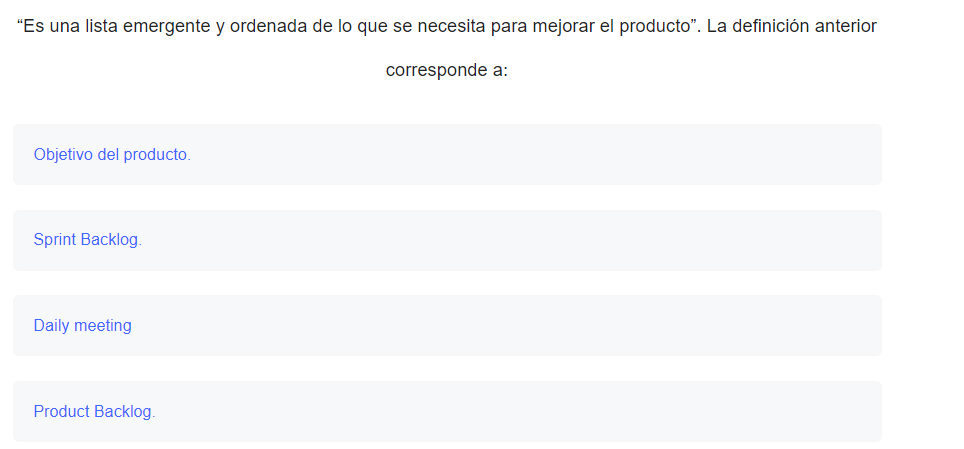 “Es una lista emergente y ordenada de lo que se necesita para mejorar el producto”. La definición anterior
corresponde a:
Objetivo del producto.
Sprint Backlog.
Daily meeting
Product Backlog.